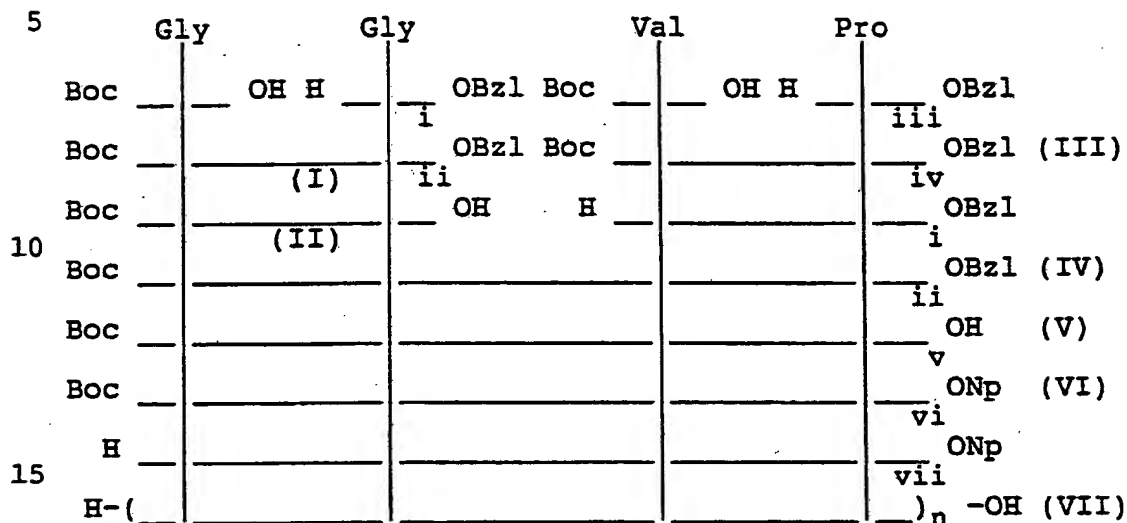 5 Gly Gly Val Pro
Boc OH H OBzl Boc OH H OBzl
i iii
Boc OBzl Boc OBzl (III)
(I) ii iv
Boc OH H OBzl
10 (II) i
Boc OBzl (IV)
ii
Boc OH (V)
v
Boc ONp (VI)
vi
H ONp
15 vii
H-( )n -OH (VII)